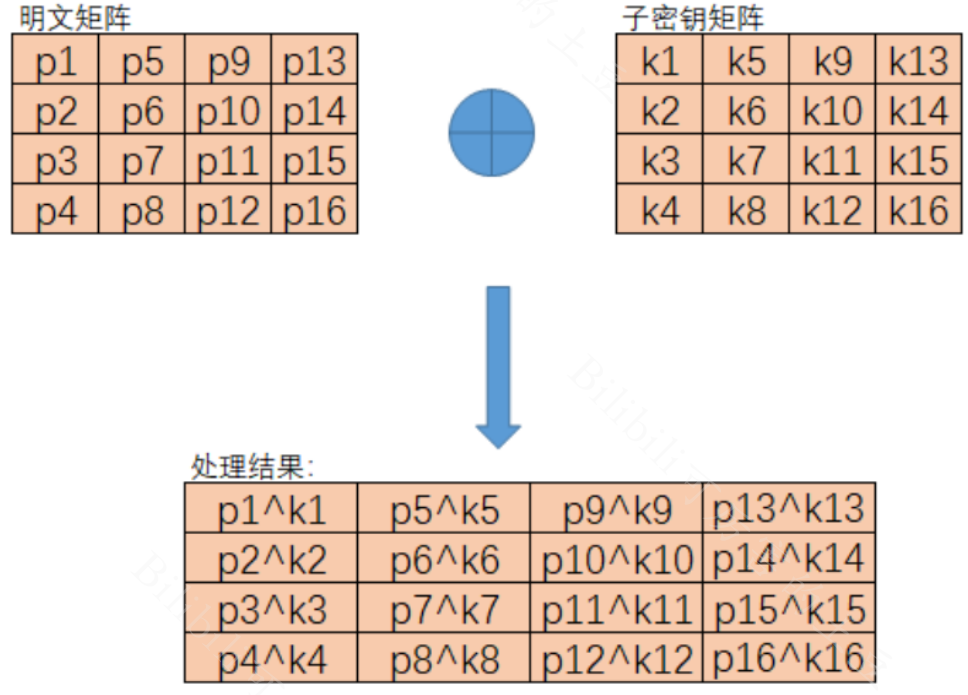 明文矩阵
p1 p5 p9 p13
p2 p6 p10 p14
p3 p7 p11 p15
p4 p8 p12 p16
子密钥矩阵
k1 k5 k9 k13
k2 k6 k10 k14
k3 k7 k11 k15
k4 k8 k12 k16
处理结果:
p1^k1 p5^k5 p9^k9 p13^k13
p2^k2 p6^k6 p10^k10 p14^k14
p3^k3 p7^k7 p11^k11 p15^k15
p4^k4 p8^k8 p12^k12 p16^k16